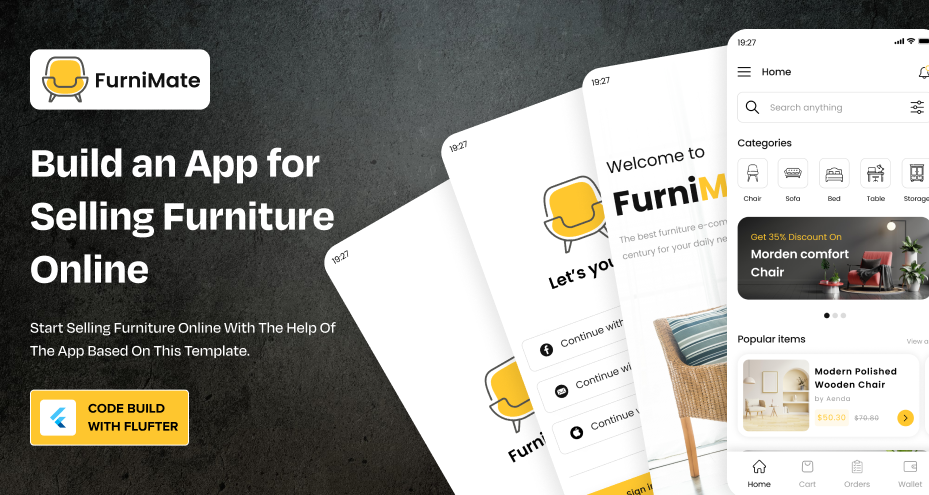 FurniMate
Build an App for
Selling Furniture
Online
Start Selling Furniture Online With The Help Of
The App Based On This Template.
CODE BUILD
WITH FLUFTER
19:27
Furni
19:27
Let's you
Continue with
Continue wi
Continue w
Sign in
19:27
Welcome to
FurniM
The best furniture e-com
century for your daily ne
19:27
Home
Search anything
Categories
Chair
Sofa
Bed
Table
Storage
Get 35% Discount On
Morden comfort
Chair
Popular items
View a
Modern Polished
Wooden Chair
by Aenda
$50.30 $70.80
Home
Cart
Orders
Wallet